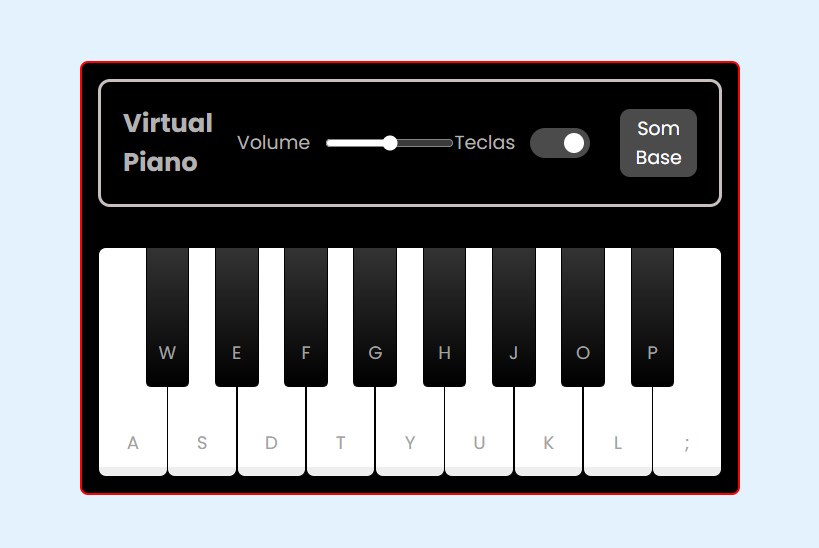 Virtual
Piano
Volume
Teclas
Som
Base
W E F G H J O P
A S D T Y U K L ;